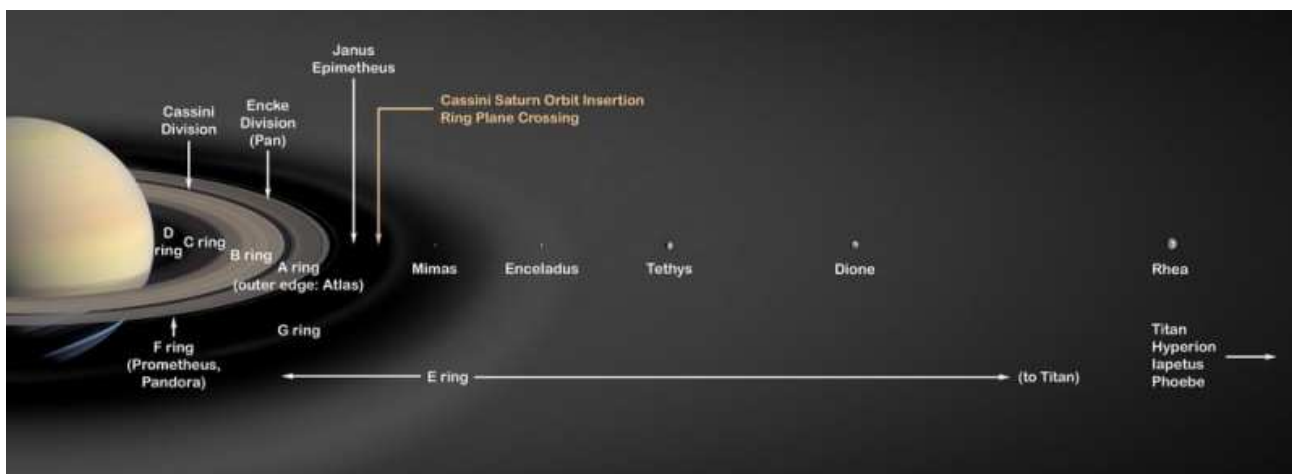 Janus
Epimetheus
Cassini Saturn Orbit Insertion
Ring Plane Crossing
Encke
Division
(Pan)
Cassini
Division
D
ring
C ring
B ring
A ring
(outer edge: Atlas)
Mimas
Enceladus
Tethys
Dione
Rhea
G ring
F ring
(Prometheus,
Pandora)
E ring
(to Titan)
Titan
Hyperion
Iapetus
Phoebe